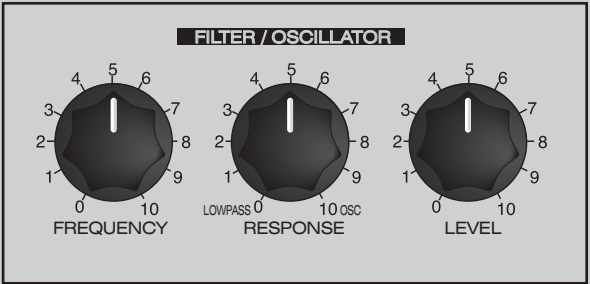 FILTER / OSCILLATOR
0 1 2 3 4 5 6 7 8 9 10
FREQUENCY
LOWPASS 0 1 2 3 4 5 6 7 8 9 10 OSC
RESPONSE
0 1 2 3 4 5 6 7 8 9 10
LEVEL